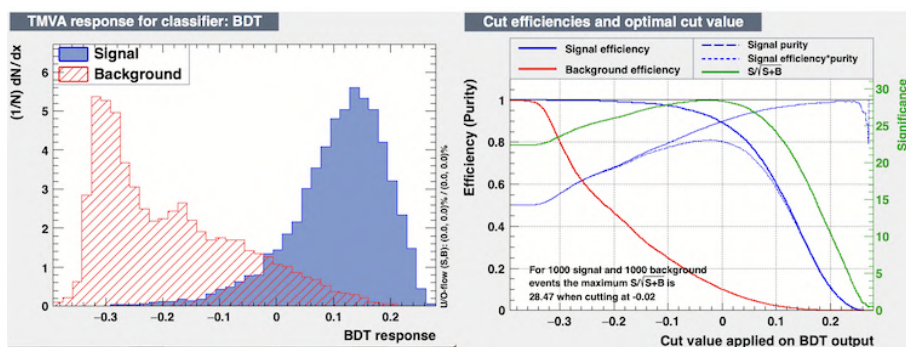 TMVA response for classifier: BDT
(1/N) dN/dx
Signal
Background
6
5
4
3
2
1
0
−0.3 −0.2 −0.1 0 0.1 0.2
BDT response
U/O-flow (S,B): (0.0, 0.0)% / (0.0, 0.0)%
Cut efficiencies and optimal cut value
Signal efficiency
Background efficiency
Signal purity
Signal efficiency*purity
S/√S+B
Efficiency (Purity)
1
0.8
0.6
0.4
0.2
0
For 1000 signal and 1000 background
events the maximum S/√S+B is
28.47 when cutting at -0.02
−0.3 −0.2 −0.1 0 0.1 0.2
Cut value applied on BDT output
30
25
20
15
10
5
0
Significance